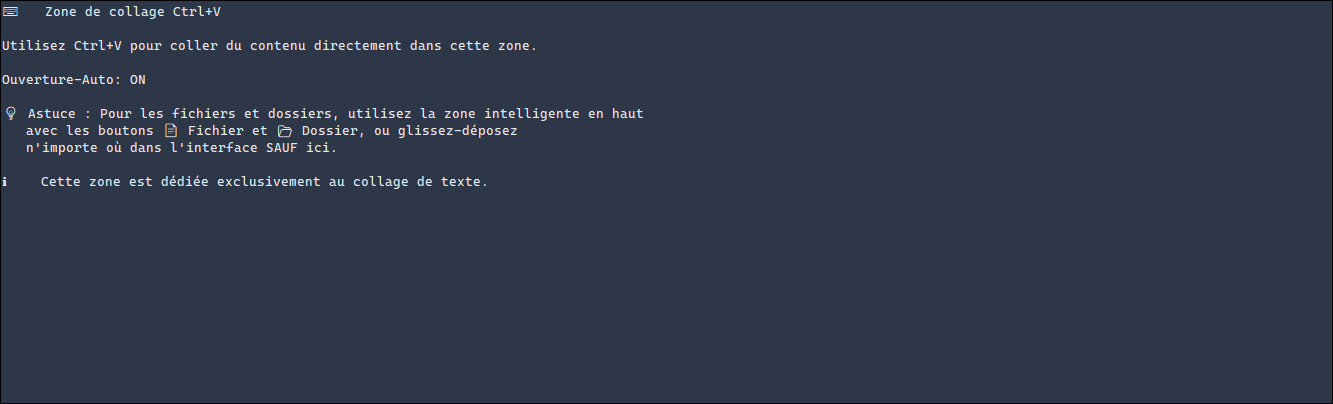 ⌨ Zone de collage Ctrl+V
Utilisez Ctrl+V pour coller du contenu directement dans cette zone.
Ouverture-Auto: ON
💡 Astuce : Pour les fichiers et dossiers, utilisez la zone intelligente en haut
avec les boutons 📄 Fichier et 📂 Dossier, ou glissez-déposez
n'importe où dans l'interface SAUF ici.
ℹ Cette zone est dédiée exclusivement au collage de texte.